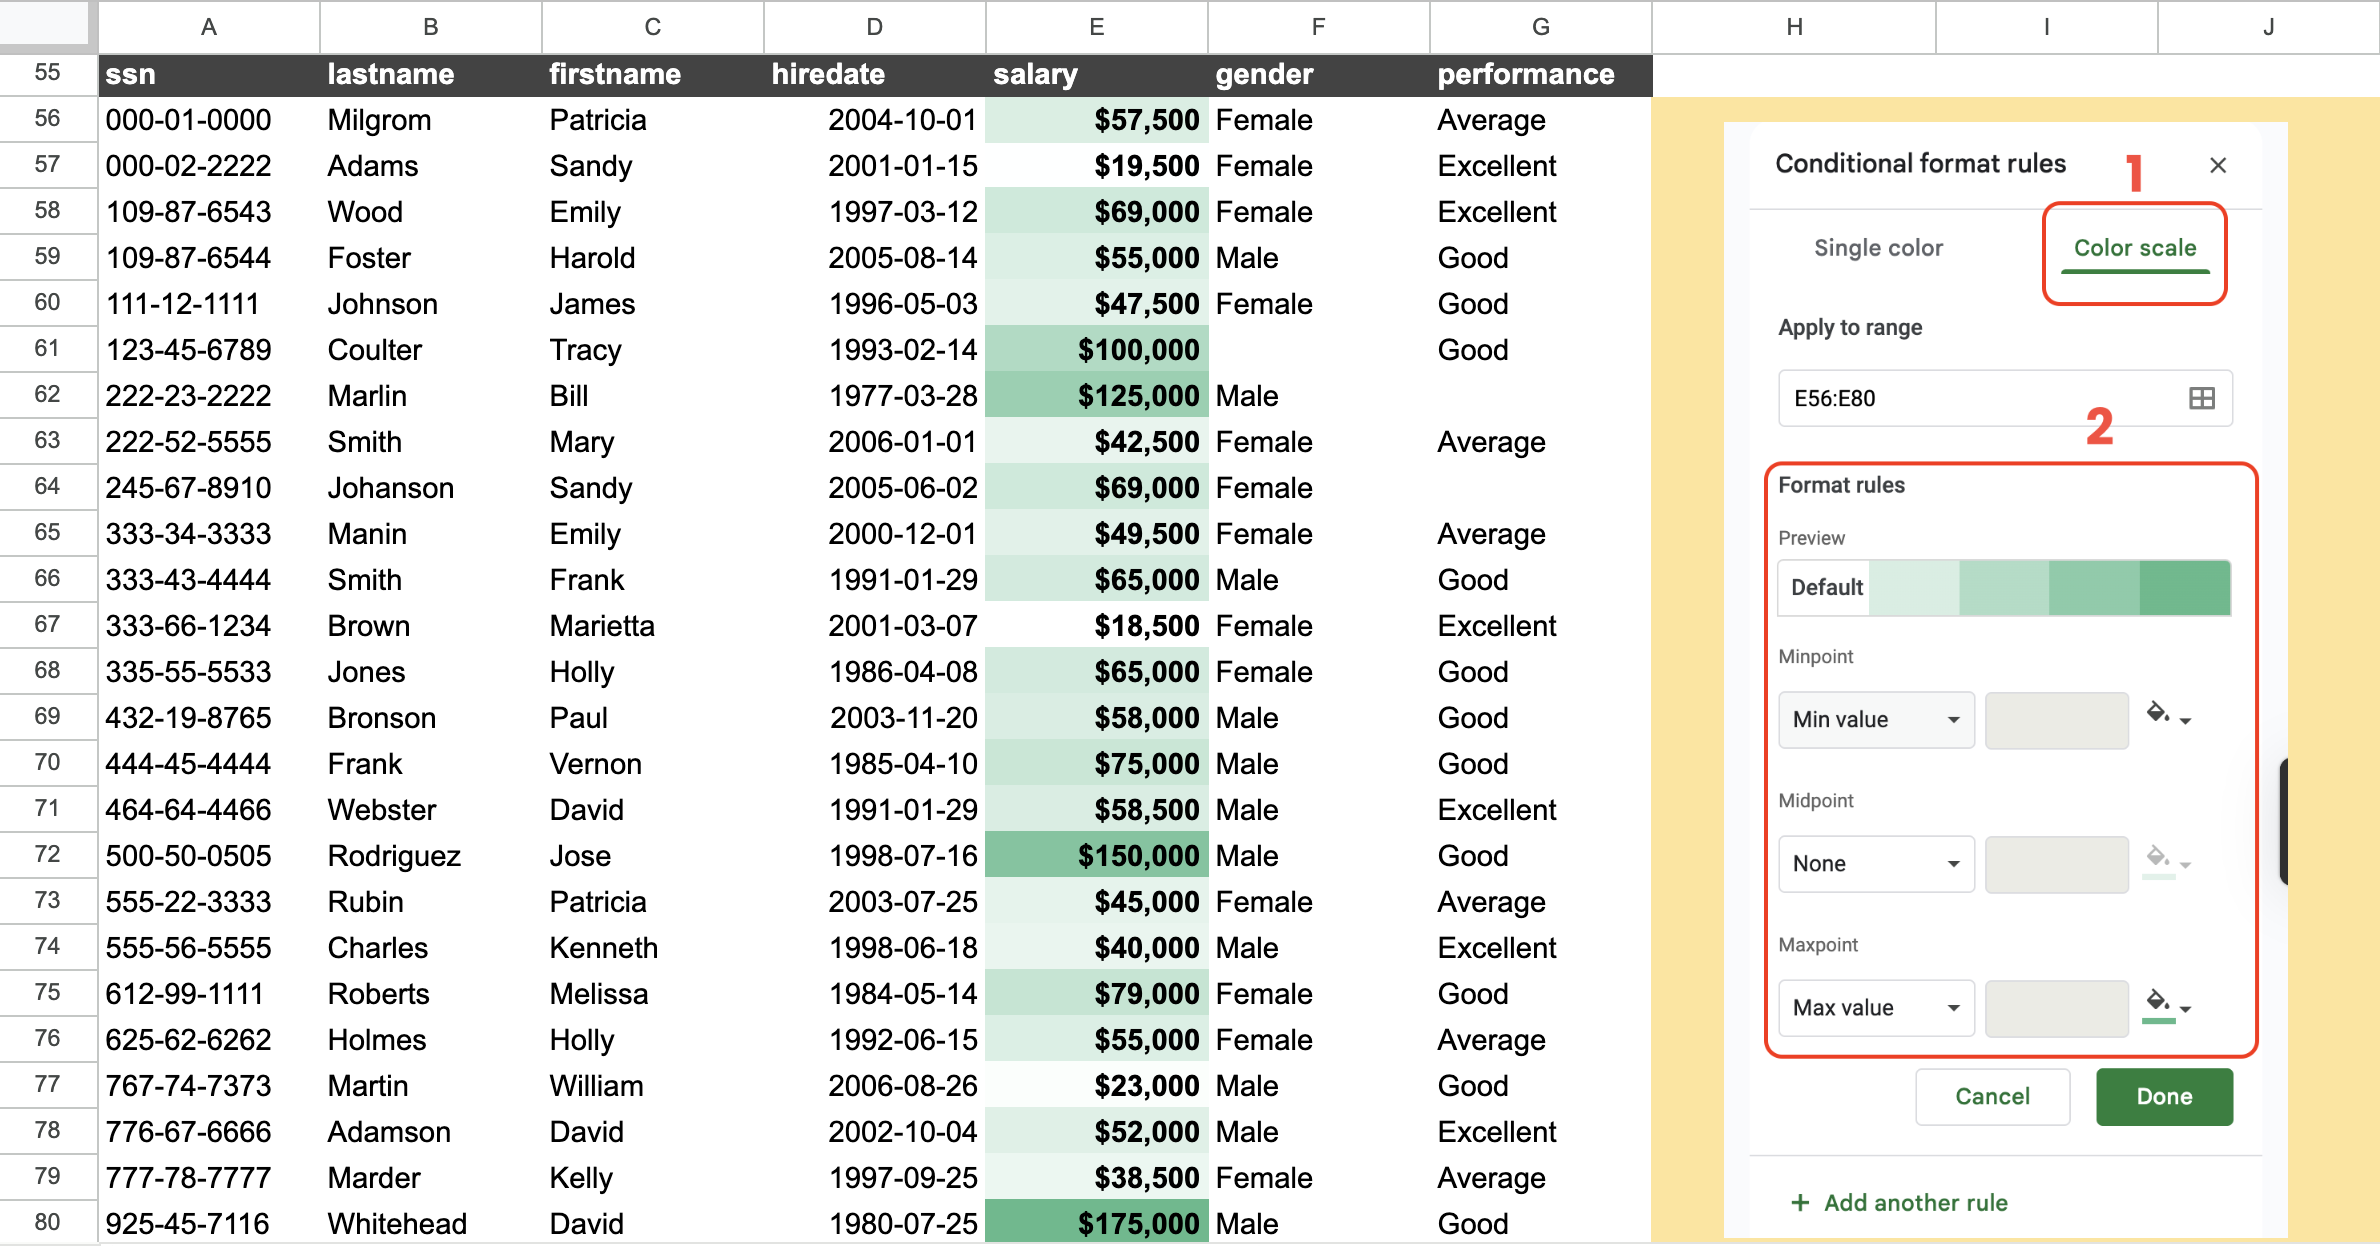 A B C D E F G H I J
55 ssn lastname firstname hiredate salary gender performance
56 000-01-0000 Milgrom Patricia 2004-10-01 $57,500 Female Average
57 000-02-2222 Adams Sandy 2001-01-15 $19,500 Female Excellent
58 109-87-6543 Wood Emily 1997-03-12 $69,000 Female Excellent
59 109-87-6544 Foster Harold 2005-08-14 $55,000 Male Good
60 111-12-1111 Johnson James 1996-05-03 $47,500 Female Good
61 123-45-6789 Coulter Tracy 1993-02-14 $100,000 Good
62 222-23-2222 Marlin Bill 1977-03-28 $125,000 Male
63 222-52-5555 Smith Mary 2006-01-01 $42,500 Female Average
64 245-67-8910 Johanson Sandy 2005-06-02 $69,000 Female
65 333-34-3333 Manin Emily 2000-12-01 $49,500 Female Average
66 333-43-4444 Smith Frank 1991-01-29 $65,000 Male Good
67 333-66-1234 Brown Marietta 2001-03-07 $18,500 Female Excellent
68 335-55-5533 Jones Holly 1986-04-08 $65,000 Female Good
69 432-19-8765 Bronson Paul 2003-11-20 $58,000 Male Good
70 444-45-4444 Frank Vernon 1985-04-10 $75,000 Male Good
71 464-64-4466 Webster David 1991-01-29 $58,500 Male Excellent
72 500-50-0505 Rodriguez Jose 1998-07-16 $150,000 Male Good
73 555-22-3333 Rubin Patricia 2003-07-25 $45,000 Female Average
74 555-56-5555 Charles Kenneth 1998-06-18 $40,000 Male Excellent
75 612-99-1111 Roberts Melissa 1984-05-14 $79,000 Female Good
76 625-62-6262 Holmes Holly 1992-06-15 $55,000 Female Average
77 767-74-7373 Martin William 2006-08-26 $23,000 Male Good
78 776-67-6666 Adamson David 2002-10-04 $52,000 Male Excellent
79 777-78-7777 Marder Kelly 1997-09-25 $38,500 Female Average
80 925-45-7116 Whitehead David 1980-07-25 $175,000 Male Good
Conditional format rules
1
Single color Color scale
Apply to range
E56:E80
2
Format rules
Preview
Default
Minpoint
Min value
Midpoint
None
Maxpoint
Max value
Cancel Done
+ Add another rule